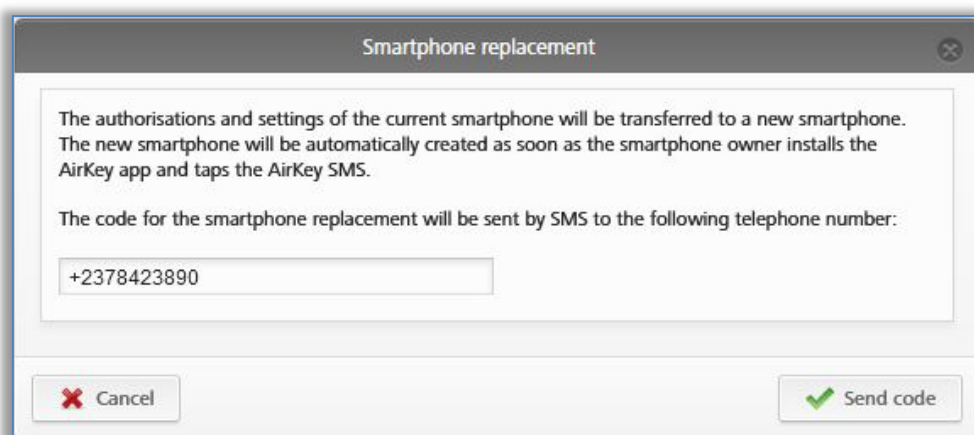 Smartphone replacement
The authorisations and settings of the current smartphone will be transferred to a new smartphone.
The new smartphone will be automatically created as soon as the smartphone owner installs the
AirKey app and taps the AirKey SMS.
The code for the smartphone replacement will be sent by SMS to the following telephone number:
+2378423890
Cancel
Send code